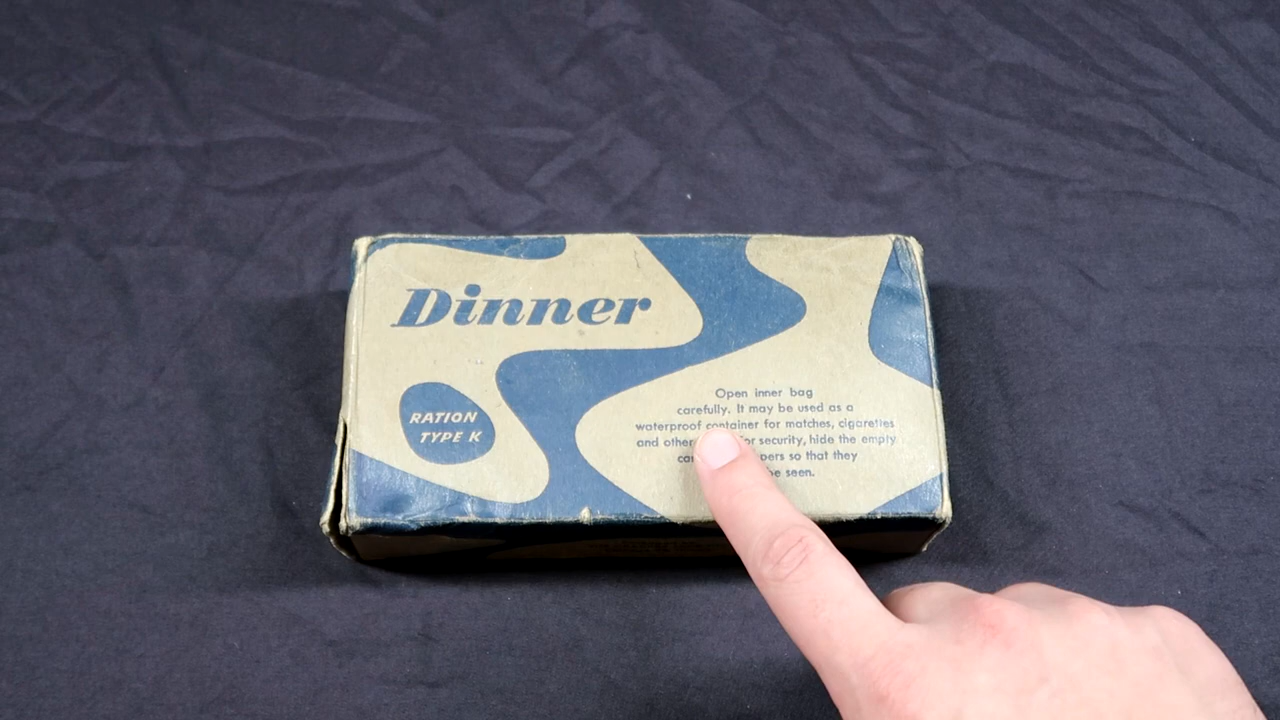 Dinner
RATION
TYPE K
Open inner bag
carefully. It may be used as a
waterproof container for matches, cigarettes
and other For security, hide the empty
so that they
be seen.